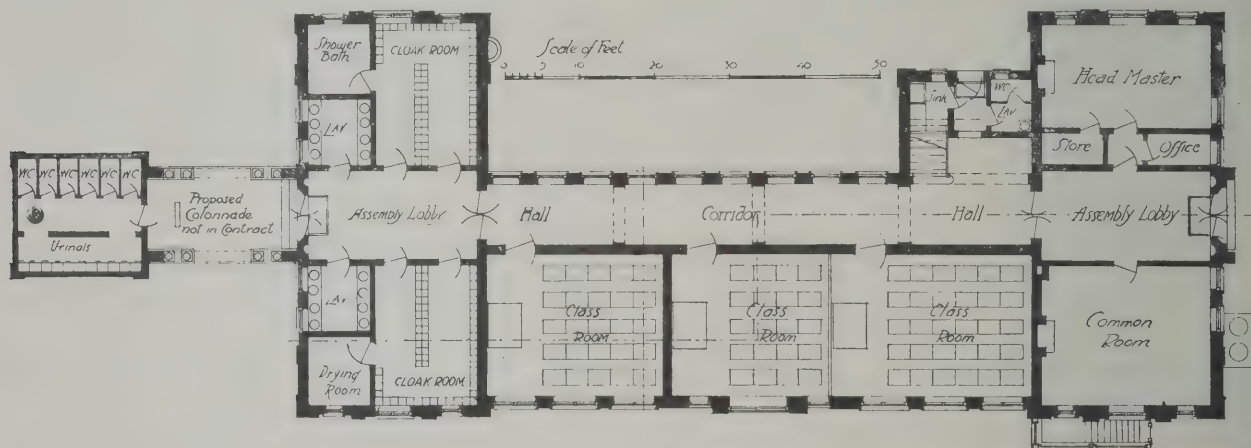 Shower
Bath
CLOAK ROOM
Scale of Feet
5 0 5 10 20 30 40 50
LAV
Sink
WC
LAV
Head Master
Store
Office
WC WC WC WC WC WC
Urinals
Proposed
Colonnade
not in Contract
Assembly Lobby
Hall
Corridor
Hall
Assembly Lobby
LAV
Drying
Room
CLOAK ROOM
Class
Room
Class
Room
Class
Room
Common
Room